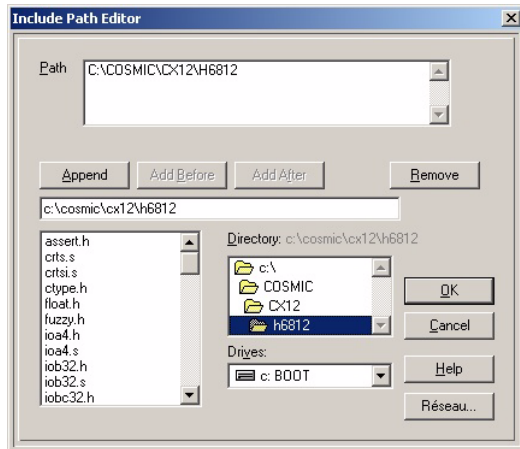 Include Path Editor
Path
C:\COSMIC\CX12\H6812
Append
Add Before
Add After
Remove
c:\cosmic\cx12\h6812
assert.h
crts.s
crtsi.s
ctype.h
float.h
fuzzy.h
ioa4.h
ioa4.s
iob32.h
iob32.s
iobc32.h
Directory: c:\cosmic\cx12\h6812
c:\
COSMIC
CX12
h6812
Drives:
c: BOOT
OK
Cancel
Help
Réseau...